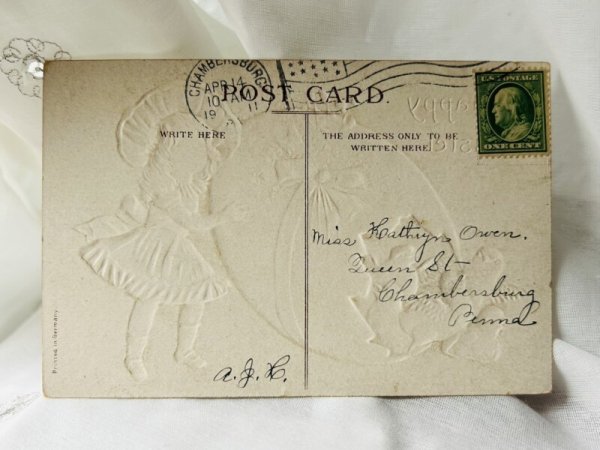 CHAMBERSBURG
APR 14
10 AM
1911
POST CARD.
WRITE HERE
THE ADDRESS ONLY TO BE
WRITTEN HERE
U.S. POSTAGE
ONE CENT
Happy
Miss Kathryn Owen.
Queen St
Chambersburg
Penna
Printed in Germany